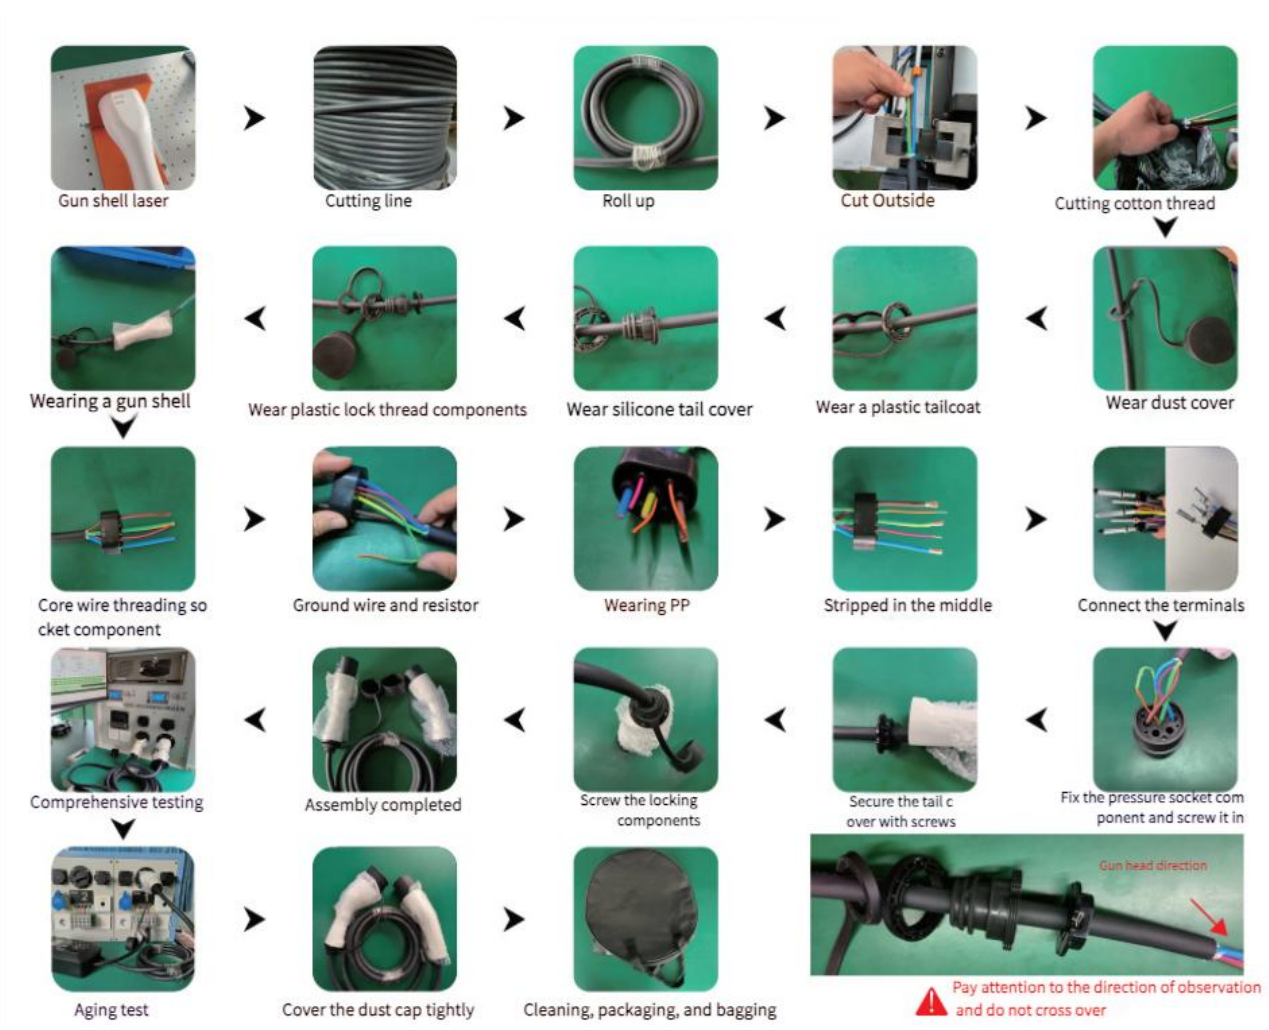 Gun shell laser
Cutting line
Roll up
Cut Outside
Cutting cotton thread
Wearing a gun shell
Wear plastic lock thread components
Wear silicone tail cover
Wear a plastic tailcoat
Wear dust cover
Core wire threading so
cket component
Ground wire and resistor
Wearing PP
Stripped in the middle
Connect the terminals
Comprehensive testing
Assembly completed
Screw the locking
components
Secure the tail c
over with screws
Fix the pressure socket com
ponent and screw it in
Gun head direction
Aging test
Cover the dust cap tightly
Cleaning, packaging, and bagging
Pay attention to the direction of observation
and do not cross over